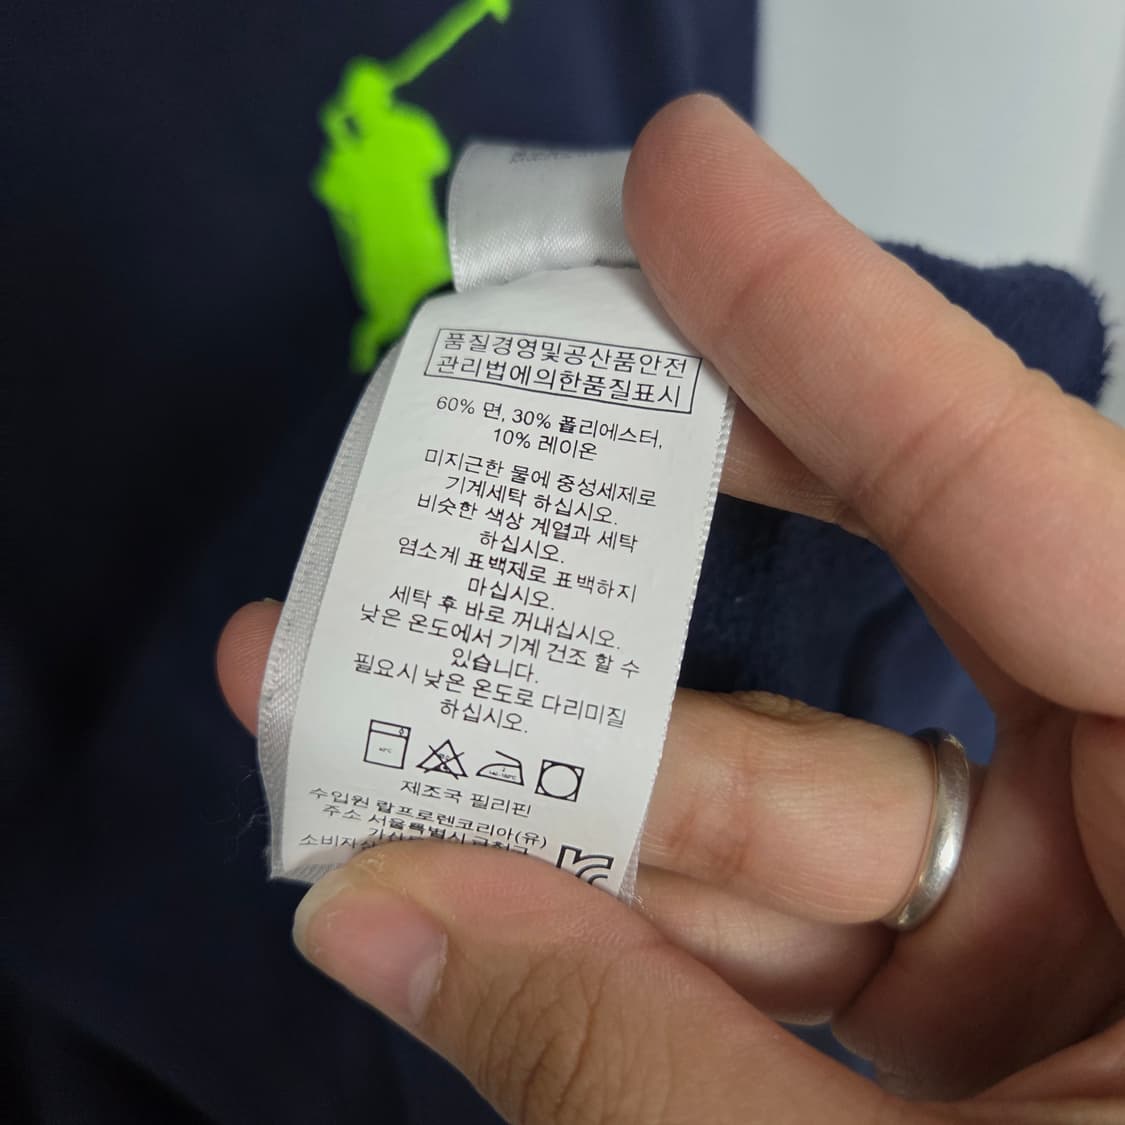 품질경영및공산품안전
관리법에의한품질표시
60% 면, 30% 폴리에스터,
10% 레이온
미지근한 물에 중성세제로
기계세탁 하십시오.
비슷한 색상 계열과 세탁
하십시오.
염소계 표백제로 표백하지
마십시오.
세탁 후 바로 꺼내십시오.
낮은 온도에서 기계 건조 할 수
있습니다.
필요시 낮은 온도로 다리미질
하십시오.
제조국 필리핀
수입원 랄프로렌코리아(유)
주소 서울특별시
소비자상